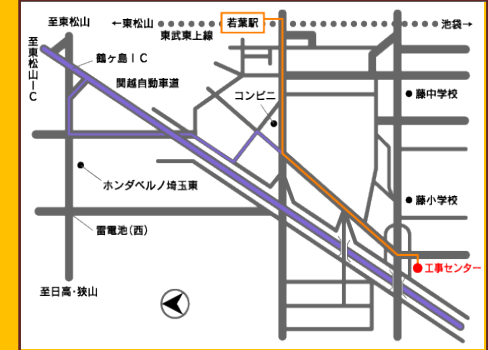 至東松山
←東松山
若葉駅
池袋→
東武東上線
至東松山IC
鶴ヶ島IC
関越自動車道
コンビニ
藤中学校
ホンダベルノ埼玉東
藤小学校
雷電池(西)
工事センター
至日高・狭山